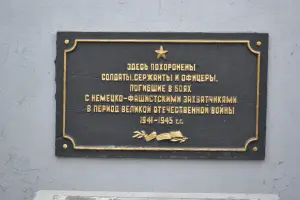 ЗДЕСЬ ПОХОРОНЕНЫ
СОЛДАТЫ, СЕРЖАНТЫ И ОФИЦЕРЫ,
ПОГИБШИЕ В БОЯХ
С НЕМЕЦКО-ФАШИСТСКИМИ ЗАХВАТЧИКАМИ
В ПЕРИОД ВЕЛИКОЙ ОТЕЧЕСТВЕННОЙ ВОЙНЫ
1941-1945 г.г.